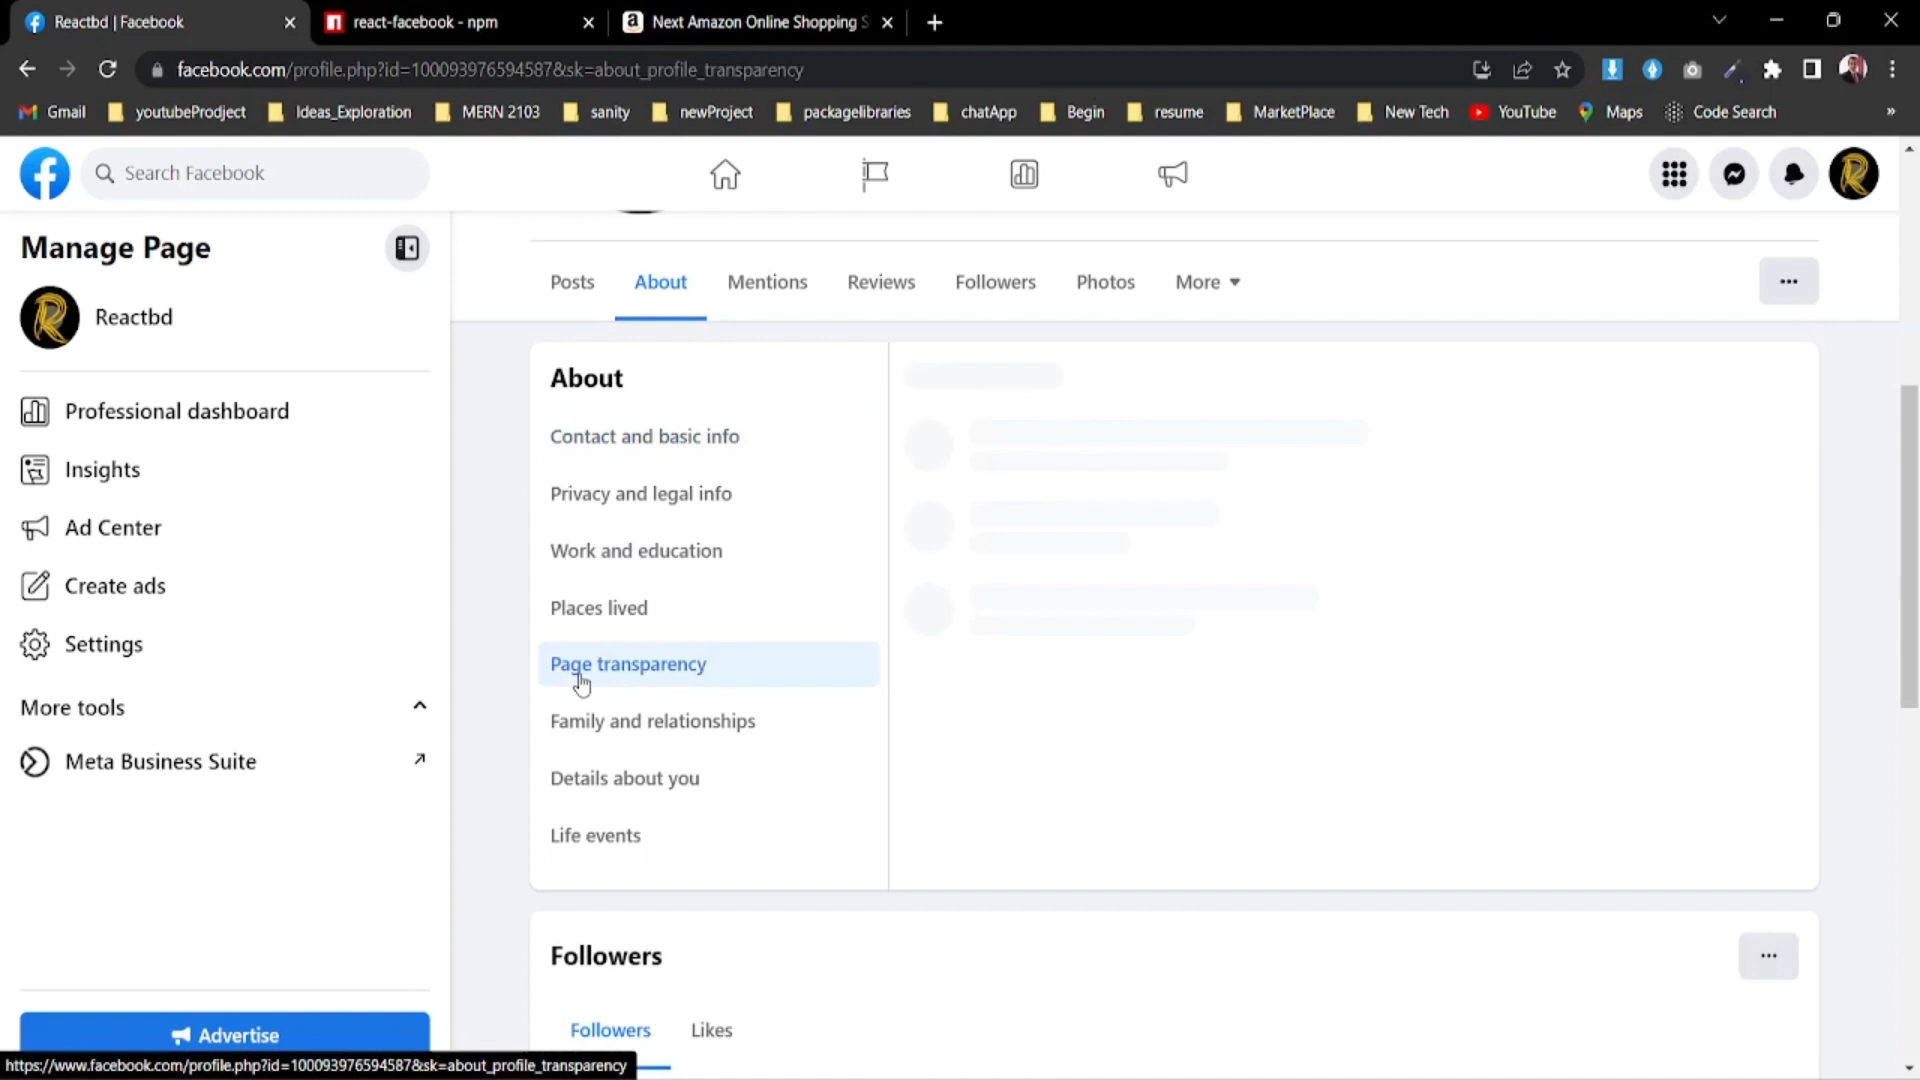 Reactbd | Facebook
react-facebook - npm
Next Amazon Online Shopping S
facebook.com/profile.php?id=100093976594587&sk=about_profile_transparency
Gmail youtubeProdject Ideas_Exploration MERN 2103 sanity newProject packagelibraries chatApp Begin resume MarketPlace New Tech YouTube Maps Code Search »
Search Facebook
Manage Page
Reactbd
Professional dashboard
Insights
Ad Center
Create ads
Settings
More tools
Meta Business Suite
Advertise
Posts About Mentions Reviews Followers Photos More
About
Contact and basic info
Privacy and legal info
Work and education
Places lived
Page transparency
Family and relationships
Details about you
Life events
Followers
Followers Likes
https://www.facebook.com/profile.php?id=100093976594587&sk=about_profile_transparency